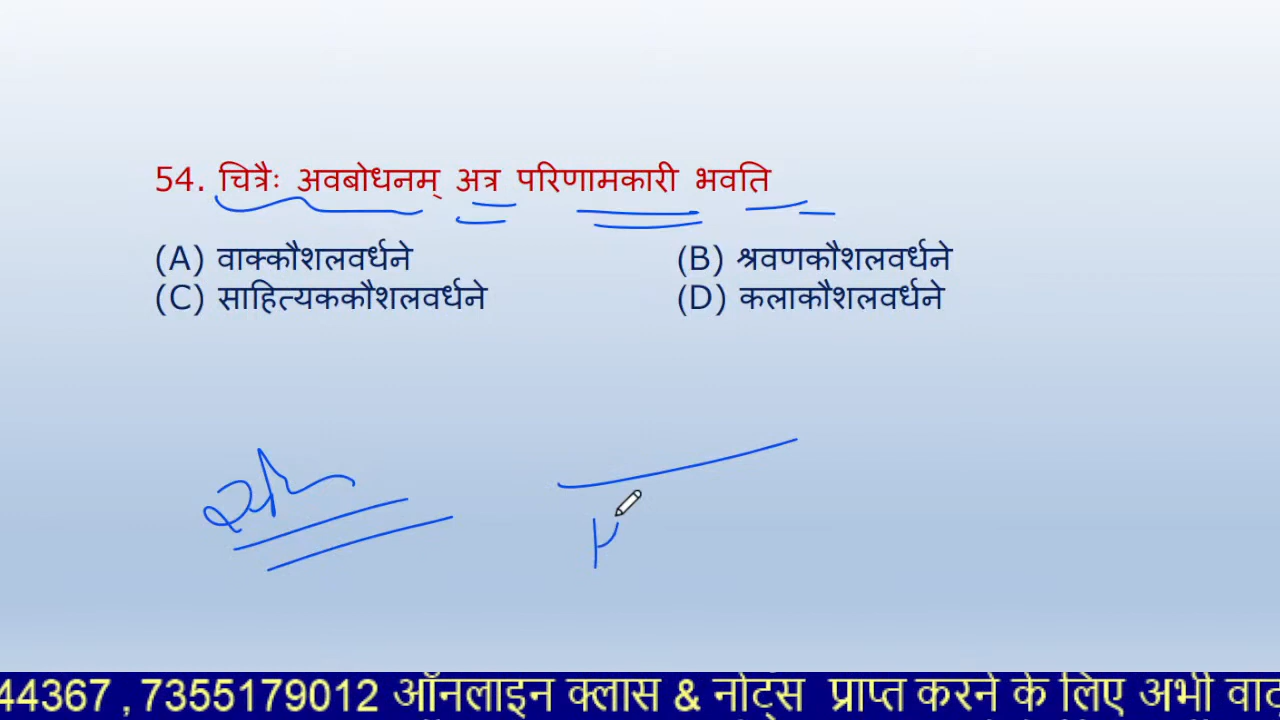 54. चित्रैः अवबोधनम् अत्र परिणामकारी भवति
(A) वाक्कौशलवर्धने (B) श्रवणकौशलवर्धने
(C) साहित्यककौशलवर्धने (D) कलाकौशलवर्धने
44367 ,7355179012 ऑनलाइन क्लास & नोट्स प्राप्त करने के लिए अभी वाट